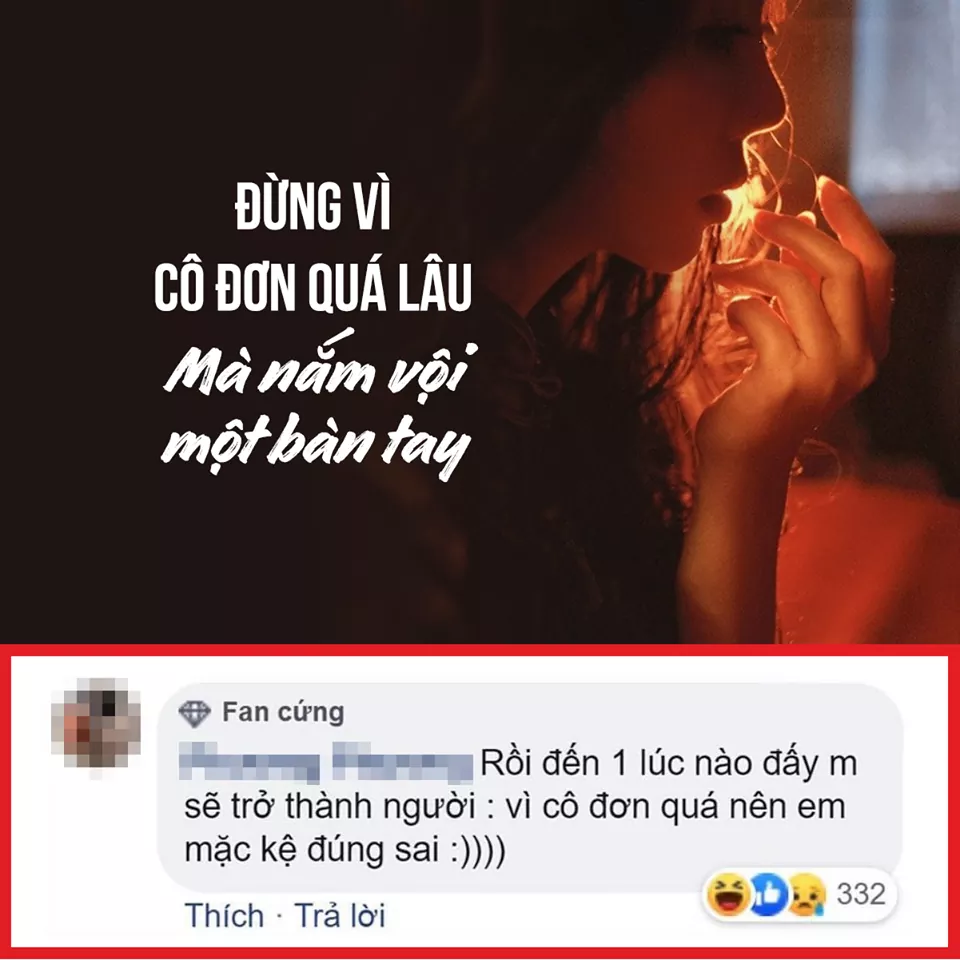 ĐỪNG VÌ
CÔ ĐƠN QUÁ LÂU
Mà nắm vội
một bàn tay
Fan cứng
Rồi đến 1 lúc nào đấy m
sẽ trở thành người : vì cô đơn quá nên em
mặc kệ đúng sai :))))
332
Thích · Trả lời